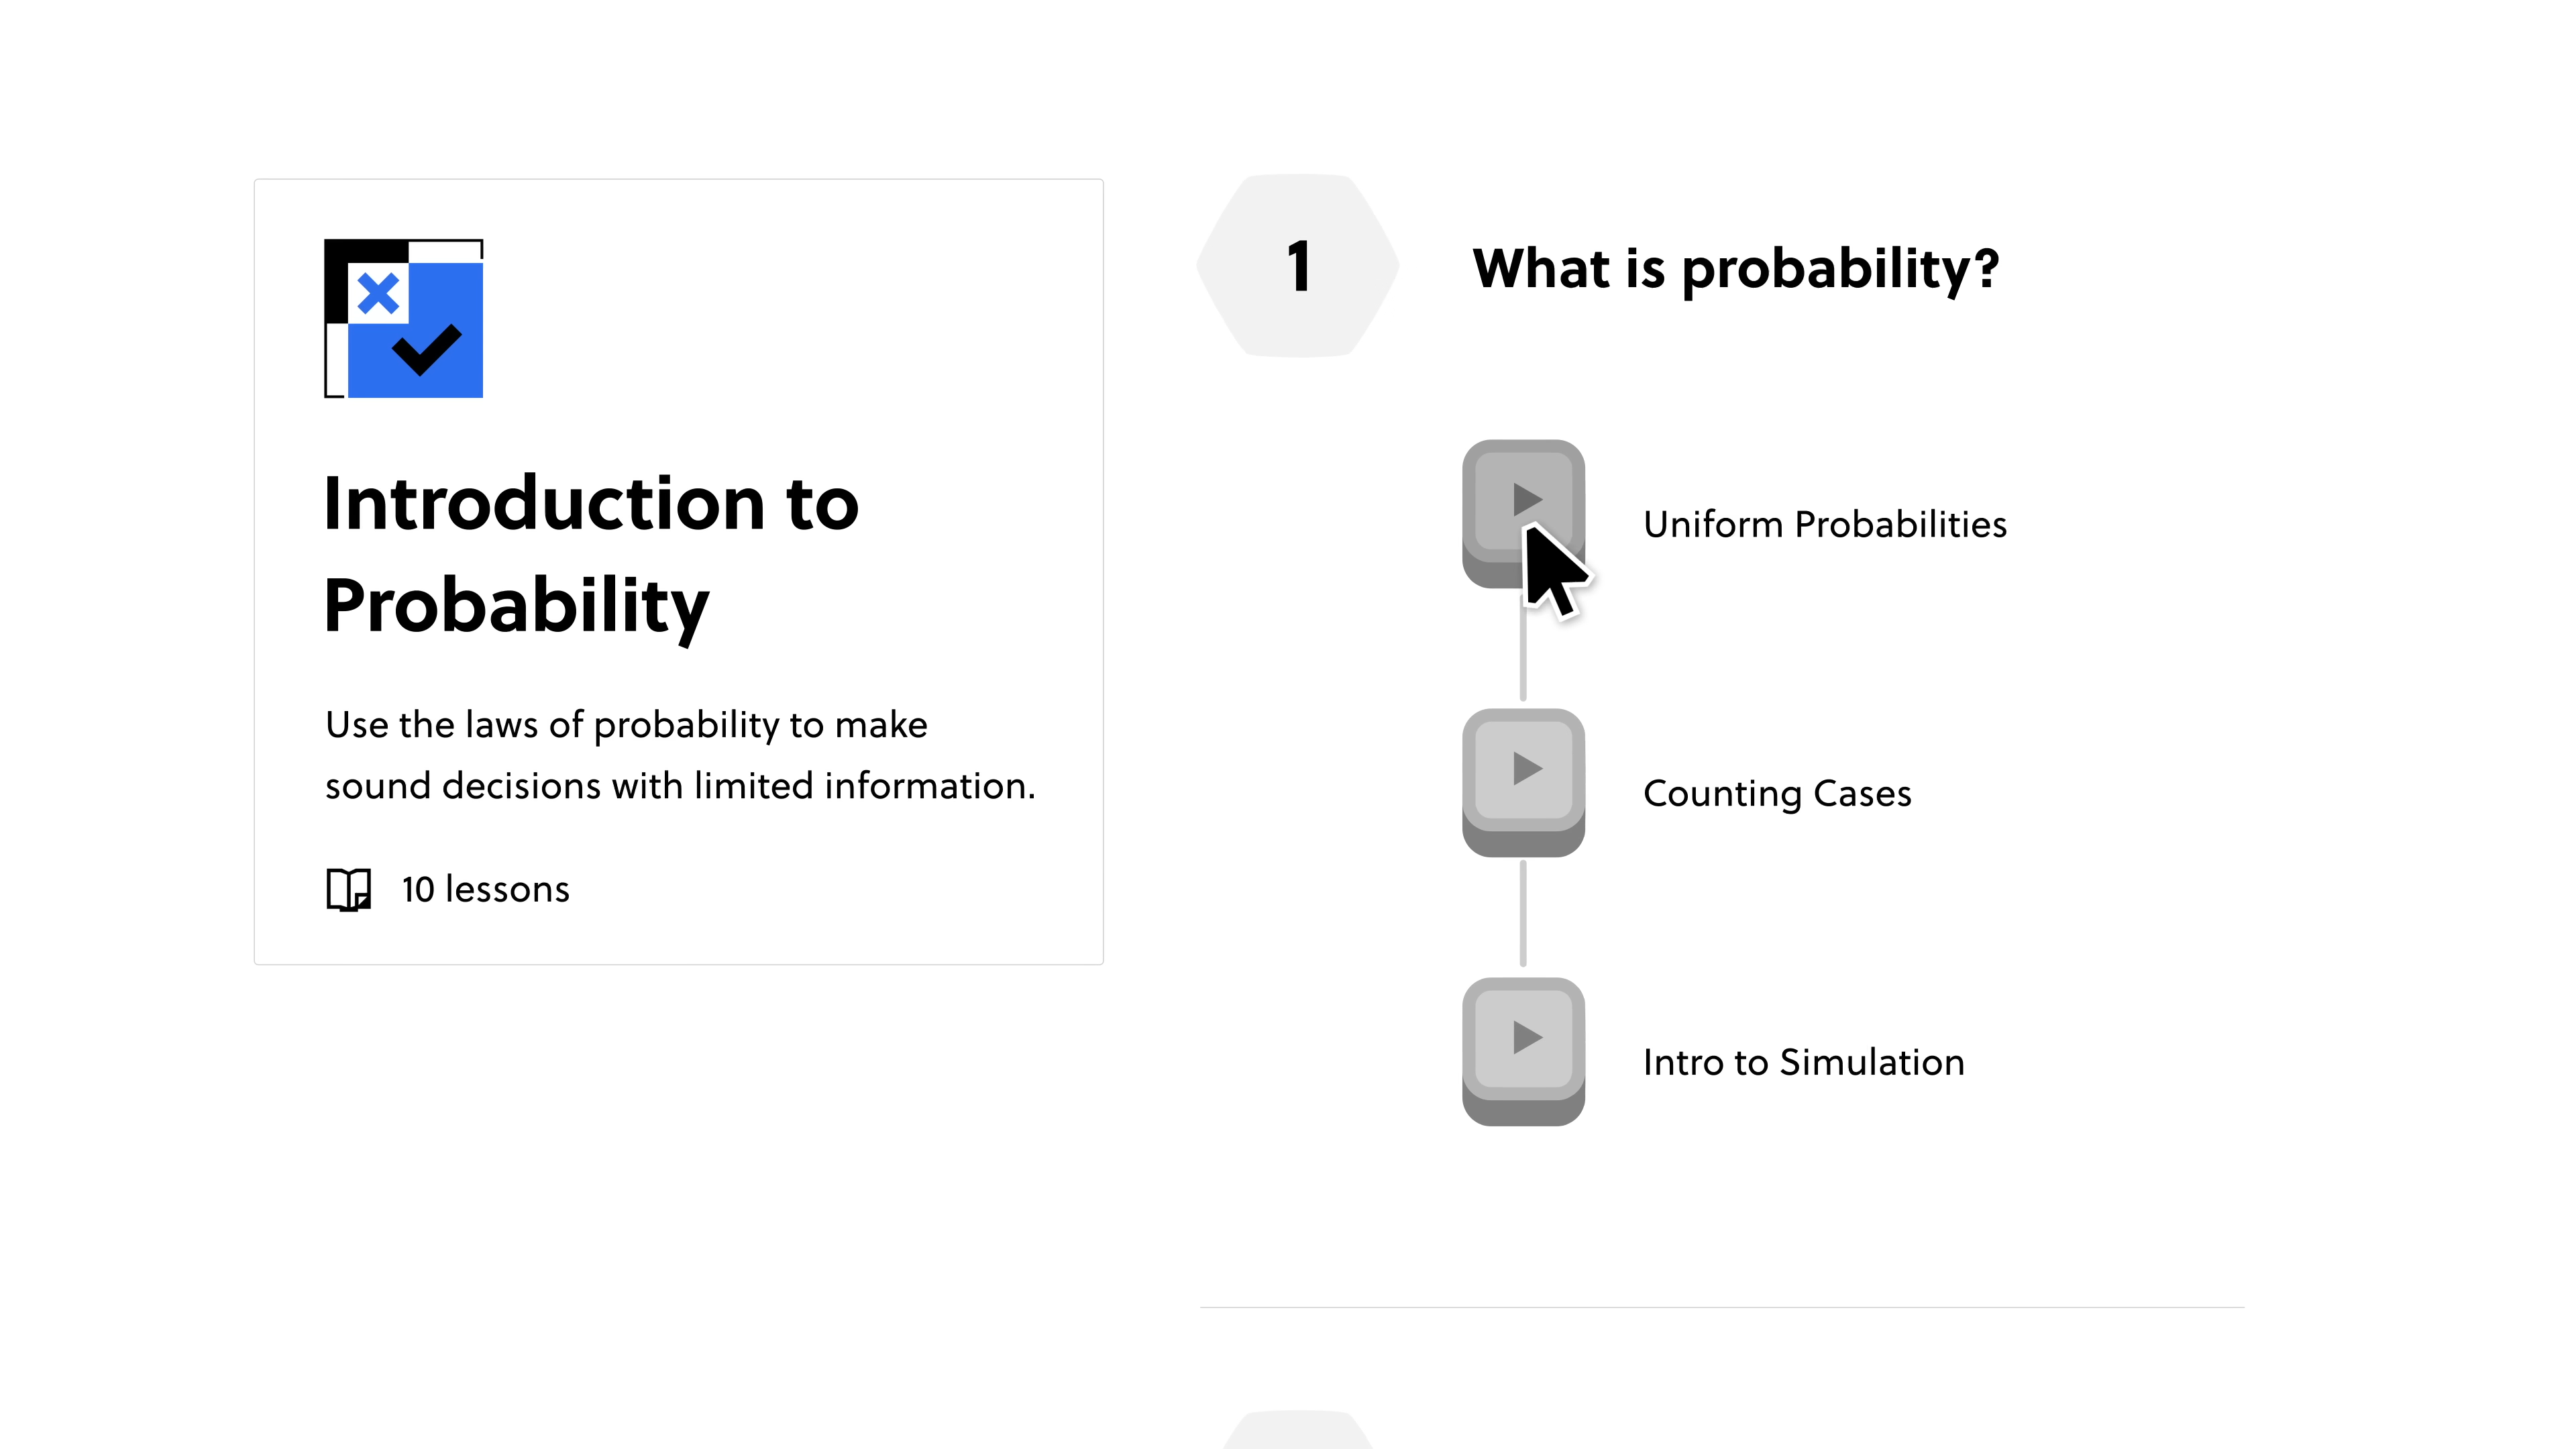 Introduction to
Probability
Use the laws of probability to make
sound decisions with limited information.
10 lessons
1
What is probability?
Uniform Probabilities
Counting Cases
Intro to Simulation